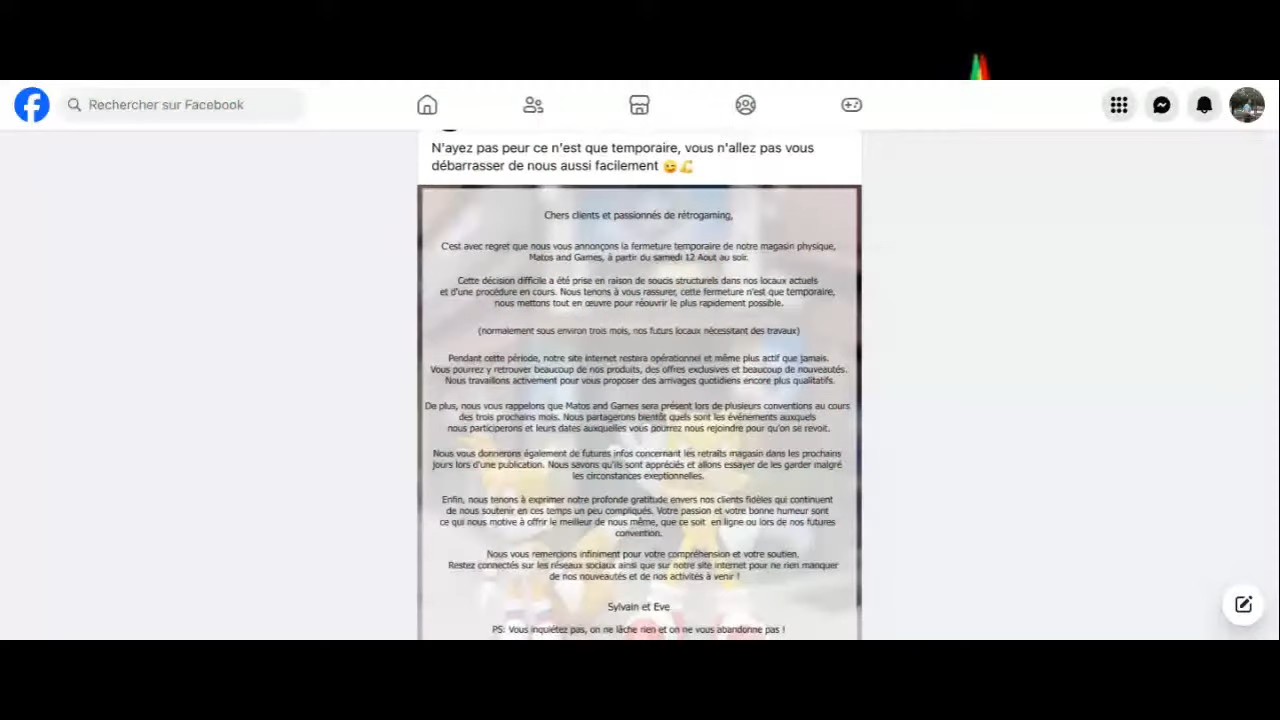 Rechercher sur Facebook
N'ayez pas peur ce n'est que temporaire, vous n'allez pas vous
débarrasser de nous aussi facilement 😉💪
Chers clients et passionnés de rétrogaming,
C'est avec regret que nous vous annonçons la fermeture temporaire de notre magasin physique,
Matos and Games, à partir du samedi 12 Aout au soir.
Cette décision difficile a été prise en raison de soucis structurels dans nos locaux actuels
et d'une procédure en cours. Nous tenons à vous rassurer, cette fermeture n'est que temporaire,
nous mettons tout en œuvre pour réouvrir le plus rapidement possible.
(normalement sous environ trois mois, nos futurs locaux nécessitant des travaux)
Pendant cette période, notre site internet restera opérationnel et même plus actif que jamais.
Vous pourrez y retrouver beaucoup de nos produits, des offres exclusives et beaucoup de nouveautés.
Nous travaillons activement pour vous proposer des arrivages quotidiens encore plus qualitatifs.
De plus, nous vous rappelons que Matos and Games sera présent lors de plusieurs conventions au cours
des trois prochains mois. Nous partagerons bientôt quels sont les événements auxquels
nous participerons et leurs dates auxquelles vous pourrez nous rejoindre pour qu'on se revoit.
Nous vous donnerons également de futures infos concernant les retraits magasin dans les prochains
jours lors d'une publication. Nous savons qu'ils sont appréciés et allons essayer de les garder malgré
les circonstances exeptionnelles.
Enfin, nous tenons à exprimer notre profonde gratitude envers nos clients fidèles qui continuent
de nous soutenir en ces temps un peu compliqués. Votre passion et votre bonne humeur sont
ce qui nous motive à offrir le meilleur de nous même, que ce soit en ligne ou lors de nos futures
convention.
Nous vous remercions infiniment pour votre compréhension et votre soutien.
Restez connectés sur les réseaux sociaux ainsi que sur notre site internet pour ne rien manquer
de nos nouveautés et de nos activités à venir !
Sylvain et Eve
PS: Vous inquiétez pas, on ne lâche rien et on ne vous abandonne pas !